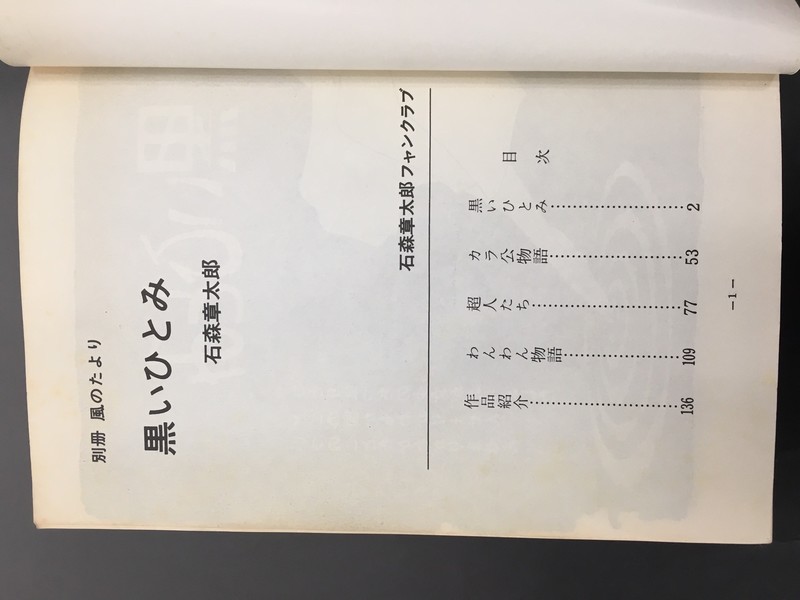 別冊 風のたより
黒いひとみ
石森章太郎
石森章太郎フャンクラブ
目次
黒いひとみ……………………2
カラ公物語……………………53
超人たち………………………77
わんわん物語…………………109
作品紹介………………………136
−1−